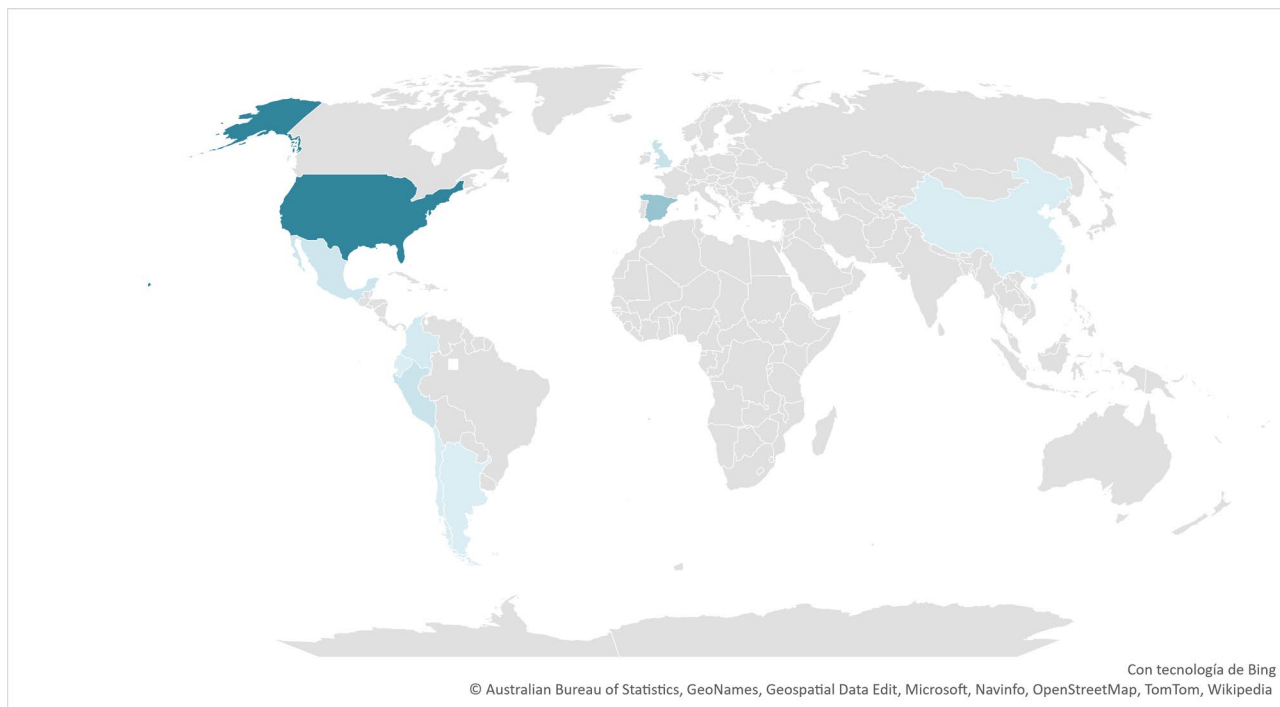 Con tecnología de Bing
© Australian Bureau of Statistics, GeoNames, Geospatial Data Edit, Microsoft, Navinfo, OpenStreetMap, TomTom, Wikipedia